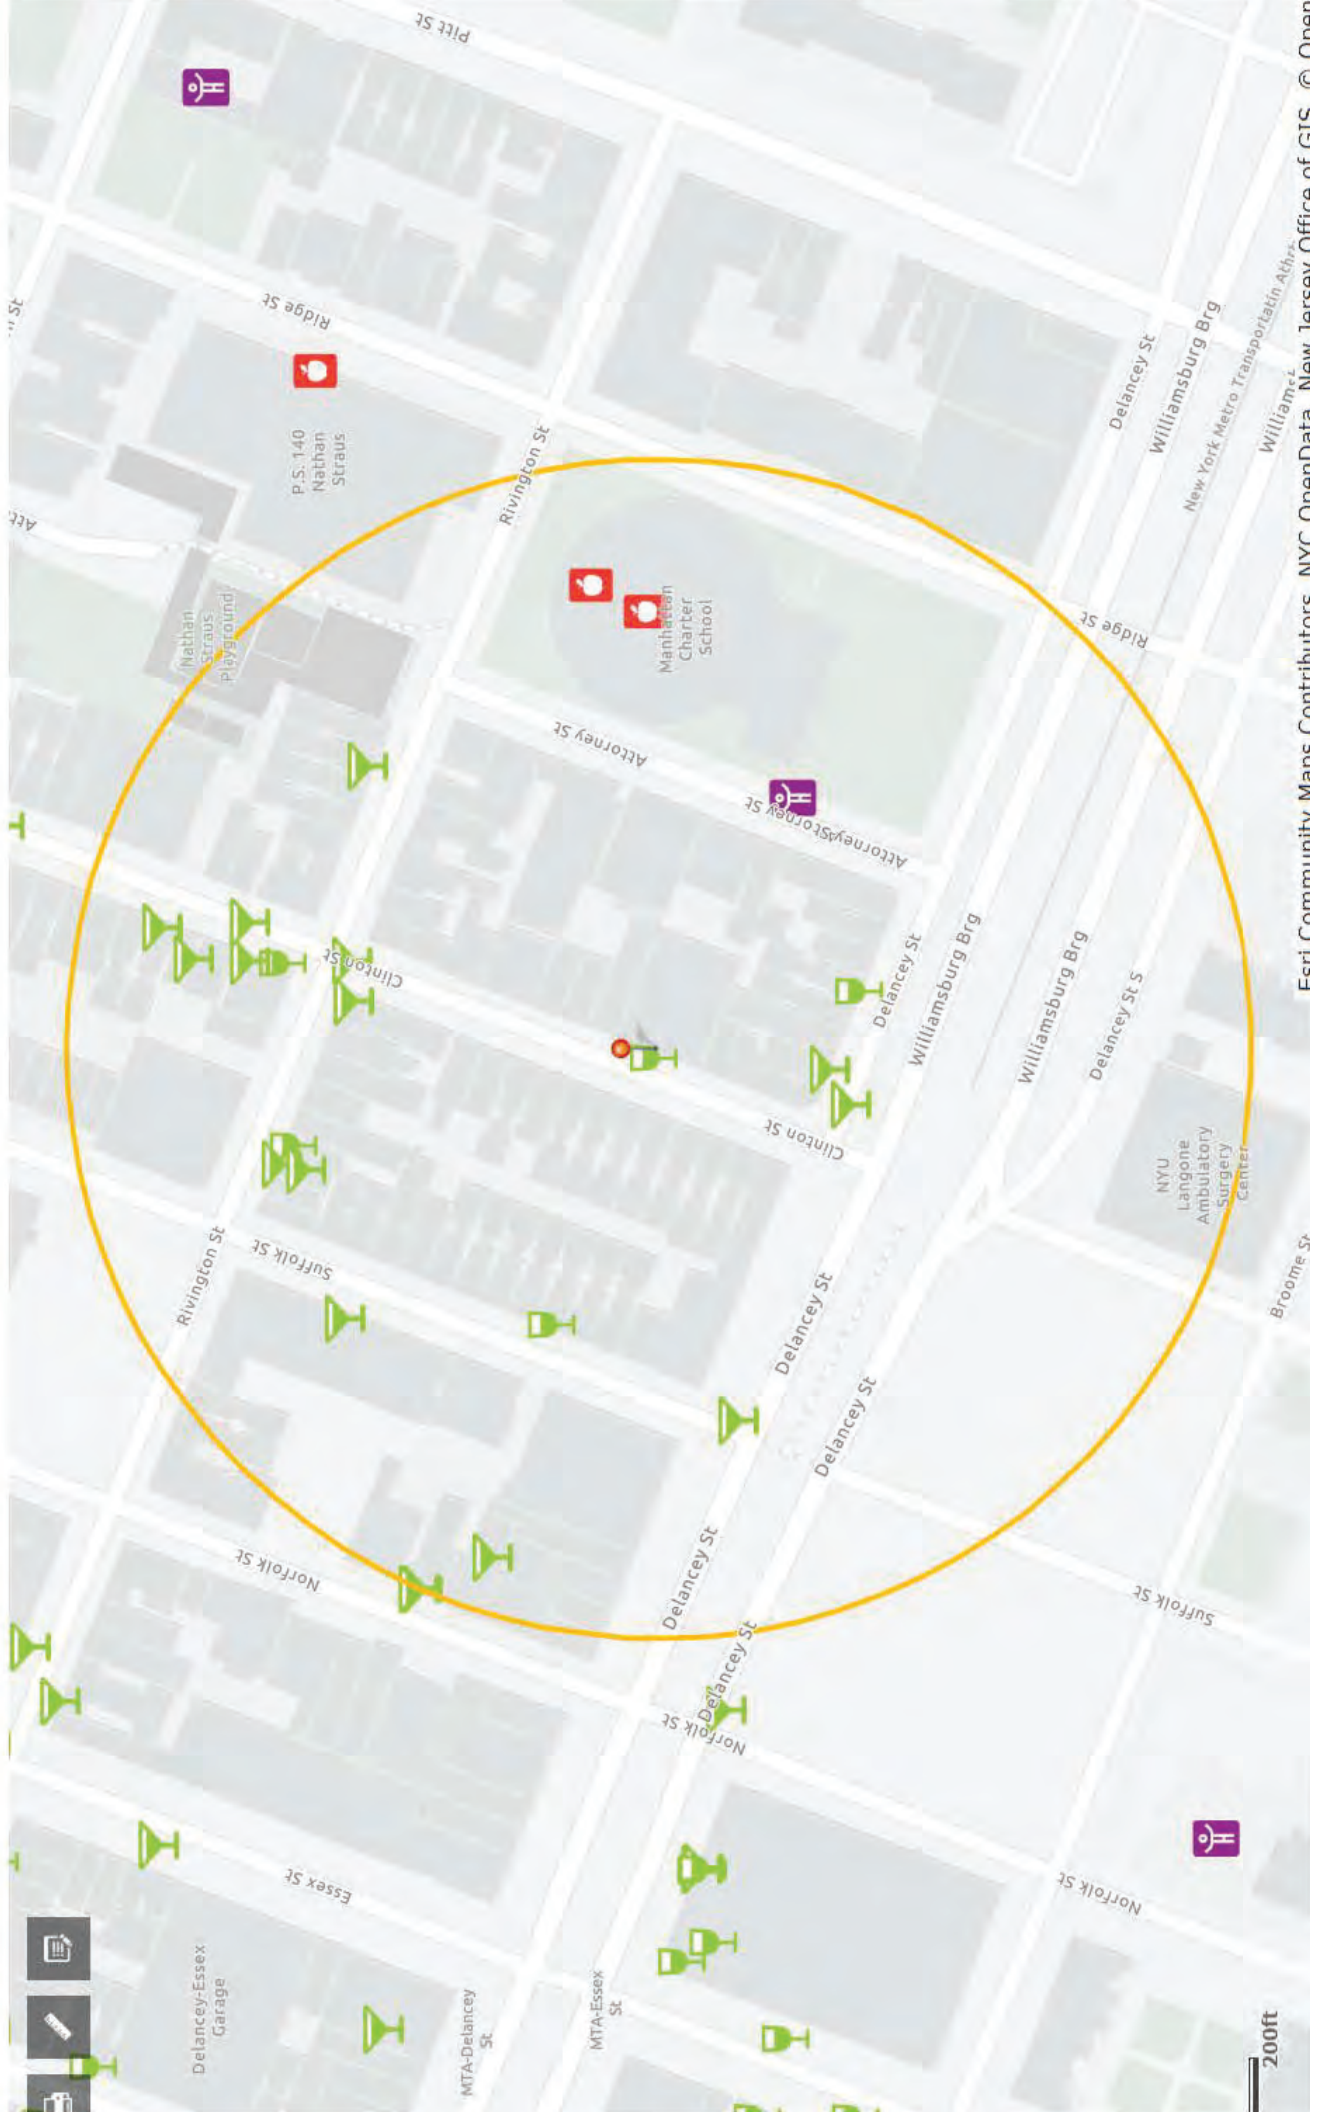 Pitt St
Ridge St
P.S. 140
Nathan
Straus
Rivington St
Delancey St
Williamsburg Brg
New York Metro Transportatin
Nathan
Straus
Playground
Manhattan
Charter
School
Ridge St
Attorney St
Attorney St
Attorney St
Clinton St
Delancey St
Williamsburg Brg
Williamsburg Brg
Delancey St S
Clinton St
NYU
Langone
Ambulatory
Surgery
Center
Rivington St
Suffolk St
Delancey St
Delancey St
Broome St
Norfolk St
Delancey St
Delancey St
Suffolk St
Norfolk St
Essex St
Norfolk St
Delancey-Essex
Garage
MTA-Delancey
St
MTA-Essex
St
200ft
Esri Community Maps Contributors, NYC OpenData, New Jersey Office of GIS, © Open